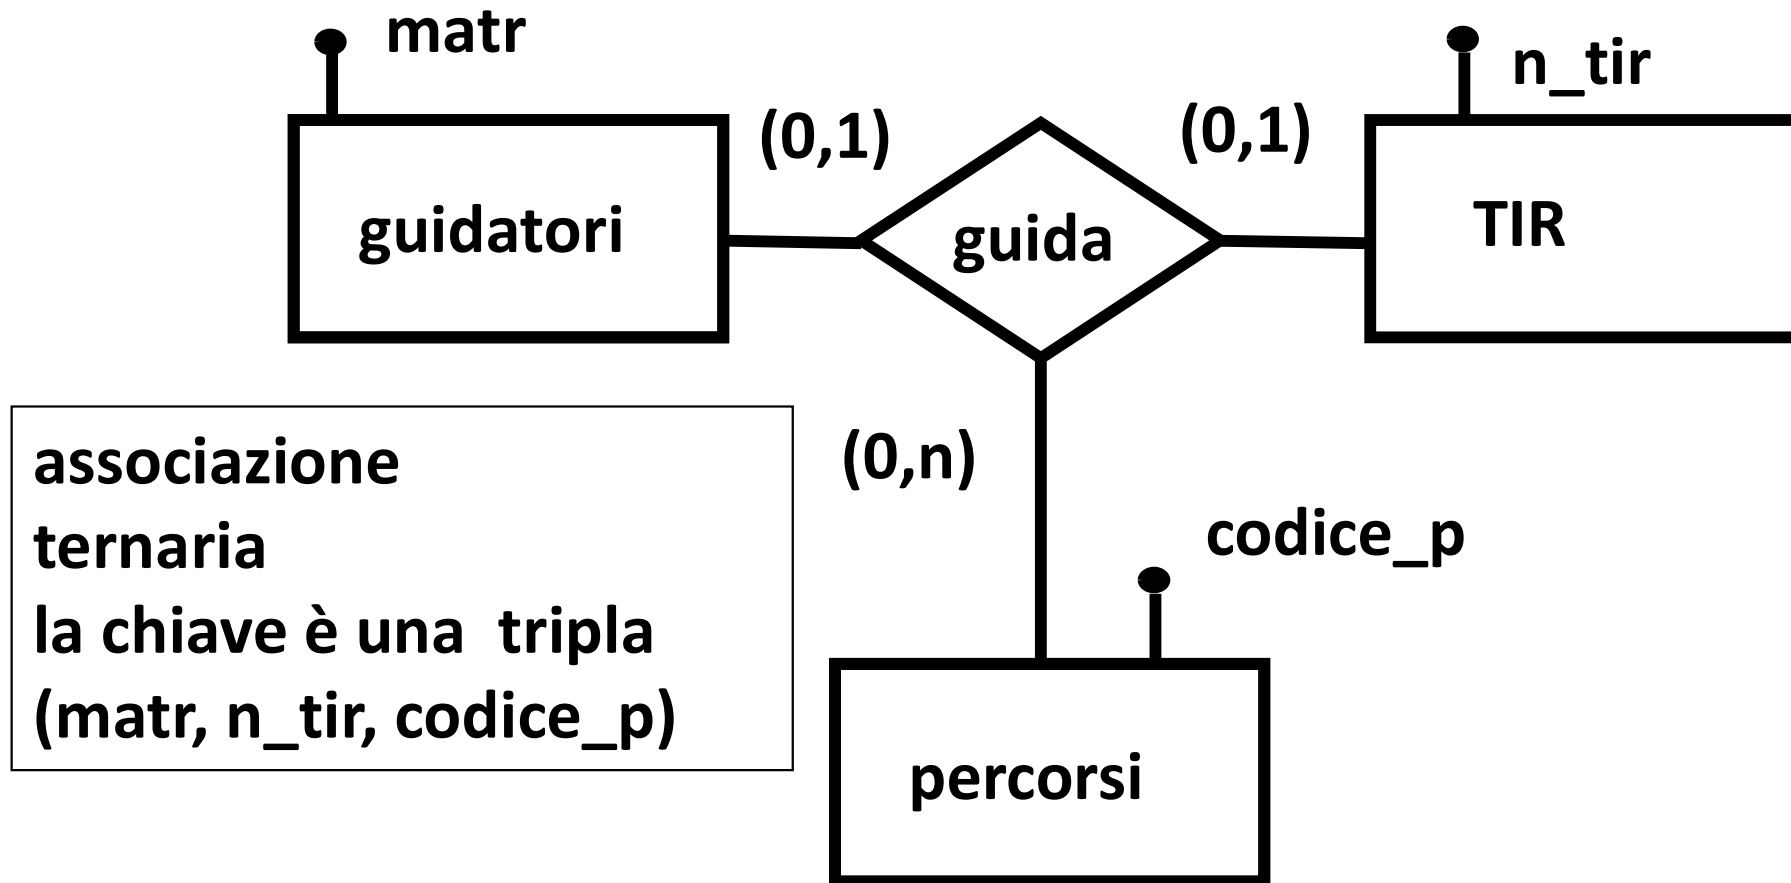 matr
n_tir
(0,1)
(0,1)
guidatori
guida
TIR
(0,n)
associazione
ternaria
la chiave è una tripla
(matr, n_tir, codice_p)
codice_p
percorsi